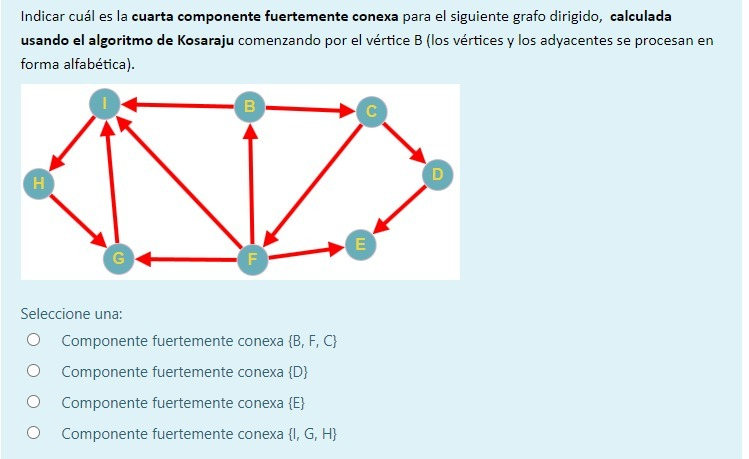 Indicar cuál es la cuarta componente fuertemente conexa para el siguiente grafo dirigido, calculada
usando el algoritmo de Kosaraju comenzando por el vértice B (los vértices y los adyacentes se procesan en
forma alfabética).
I
B
C
H
D
G
F
E
Seleccione una:
Componente fuertemente conexa {B, F, C}
Componente fuertemente conexa {D}
Componente fuertemente conexa {E}
Componente fuertemente conexa {I, G, H}